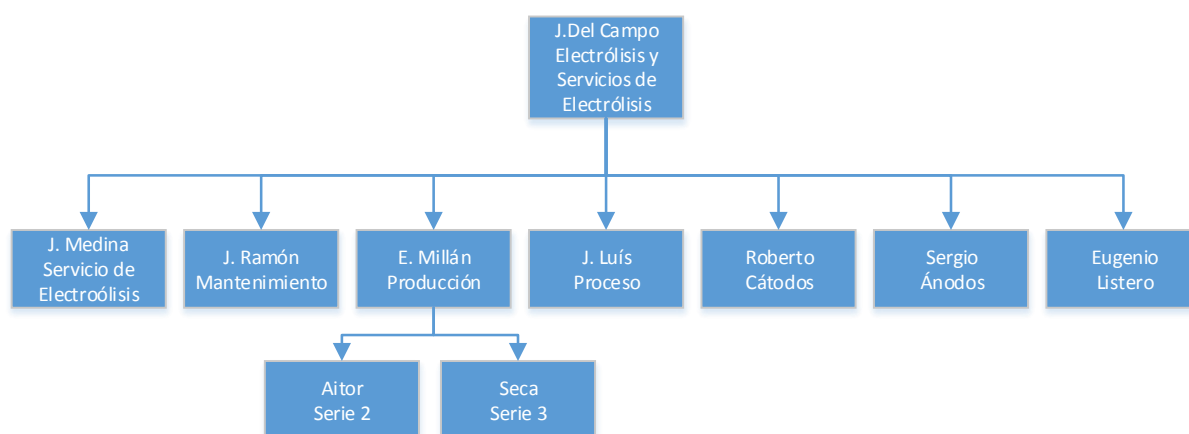 J.Del Campo
Electrólisis y
Servicios de
Electrólisis
J. Medina
Servicio de
Electroólisis
J. Ramón
Mantenimiento
E. Millán
Producción
J. Luís
Proceso
Roberto
Cátodos
Sergio
Ánodos
Eugenio
Listero
Aitor
Serie 2
Seca
Serie 3